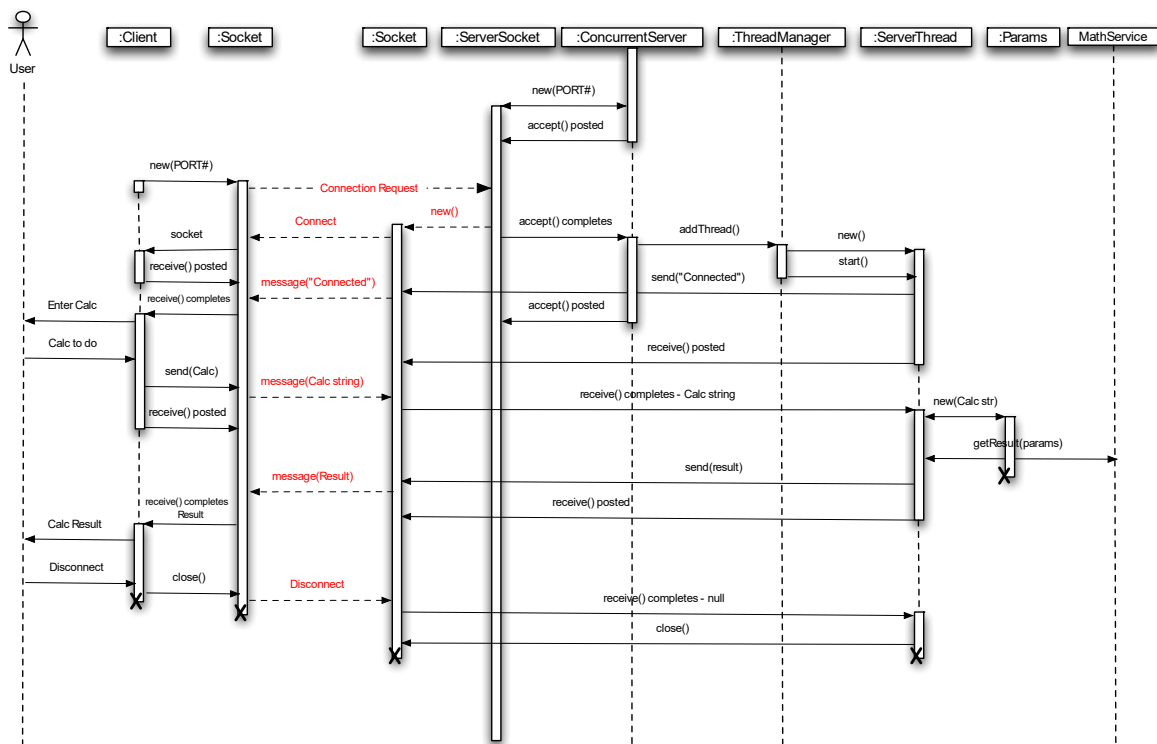 :Client
:Socket
:Socket
:ServerSocket
:ConcurrentServer
:ThreadManager
:ServerThread
:Params
MathService
User
new(PORT#)
accept() posted
new(PORT#)
Connection Request
new()
Connect
accept() completes
addThread()
new()
socket
start()
receive() posted
message("Connected")
send("Connected")
receive() completes
Enter Calc
accept() posted
Calc to do
receive() posted
send(Calc)
message(Calc string)
receive() completes - Calc string
new(Calc str)
receive() posted
getResult(params)
send(result)
message(Result)
receive() completes
Result
receive() posted
Calc Result
Disconnect
close()
Disconnect
receive() completes - null
close()